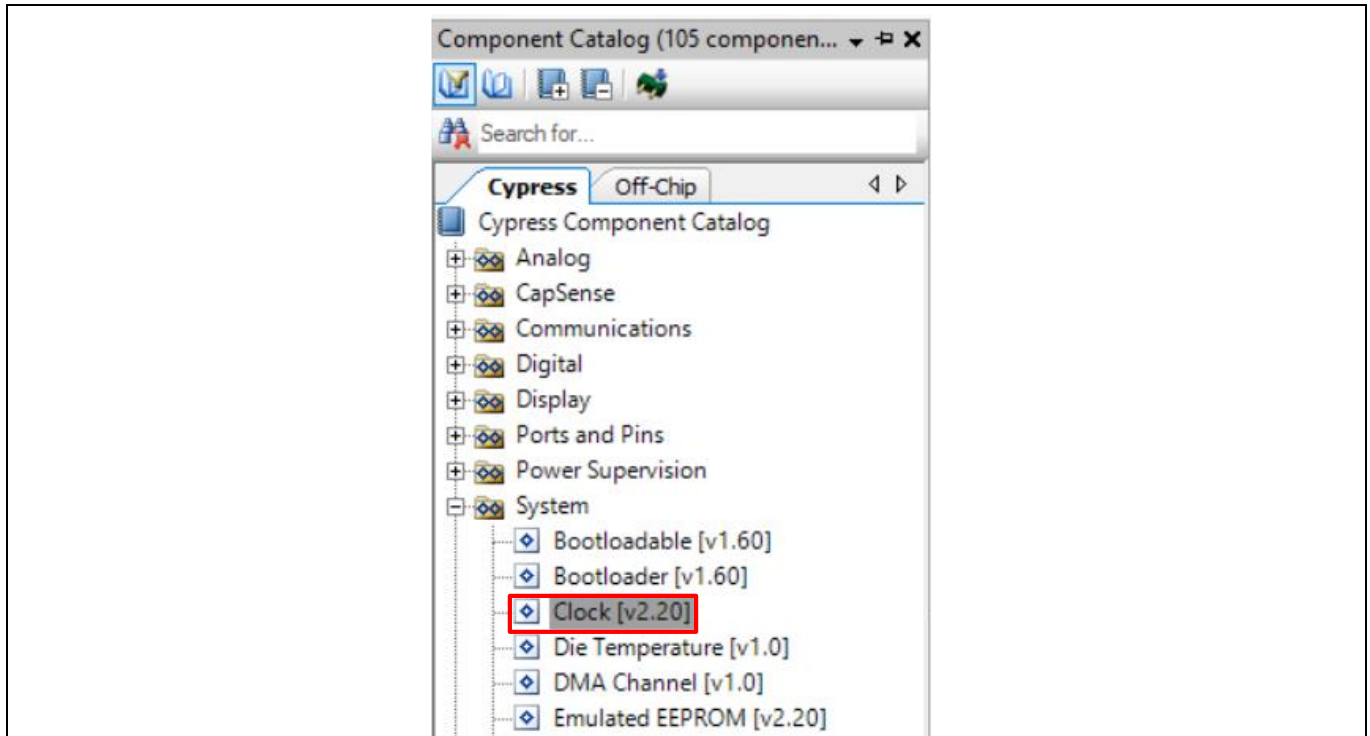 Component Catalog (105 componen...
Search for...
Cypress Off-Chip
Cypress Component Catalog
Analog
CapSense
Communications
Digital
Display
Ports and Pins
Power Supervision
System
Bootloadable [v1.60]
Bootloader [v1.60]
Clock [v2.20]
Die Temperature [v1.0]
DMA Channel [v1.0]
Emulated EEPROM [v2.20]